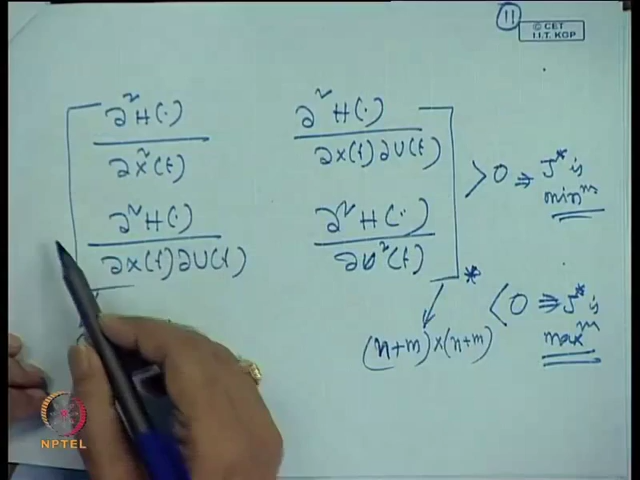 11
© CET
I.I.T. KGP
∂²H(·) / ∂x²(t)    ∂²H(·) / ∂x(t)∂U(t)
∂²H(·) / ∂x(t)∂U(t)    ∂²H(·) / ∂U²(t)
*
> 0 ⇒ J* is
min^m
< 0 ⇒ J* is
max^m
(n+m)×(n+m)
NPTEL